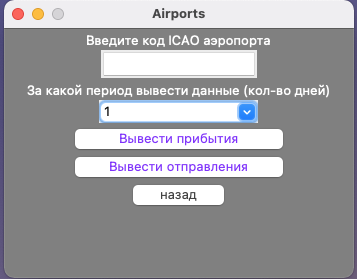 Airports
Введите код ICAO аэропорта
За какой период вывести данные (кол-во дней)
1
Вывести прибытия
Вывести отправления
назад